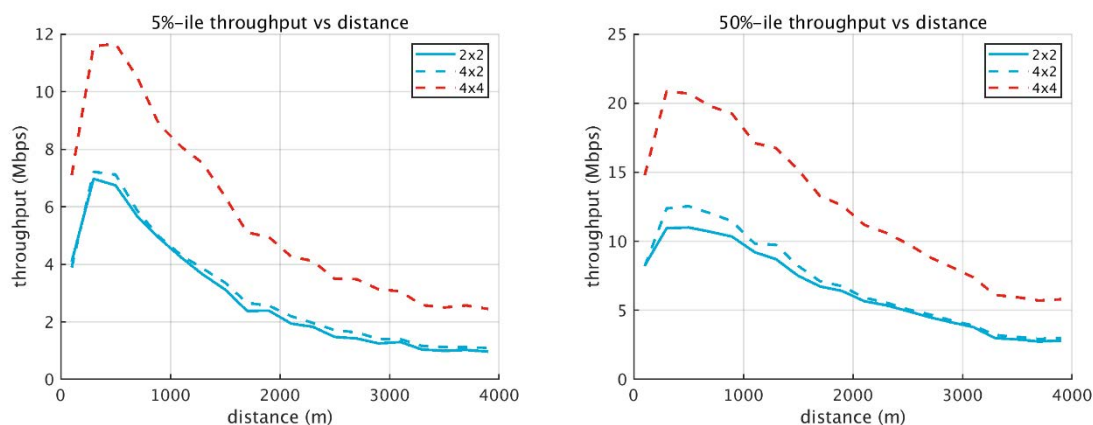 5%-ile throughput vs distance
12
10
8
6
4
2
0
throughput (Mbps)
2x2
4x2
4x4
0 1000 2000 3000 4000
distance (m)
50%-ile throughput vs distance
25
20
15
10
5
0
throughput (Mbps)
2x2
4x2
4x4
0 1000 2000 3000 4000
distance (m)